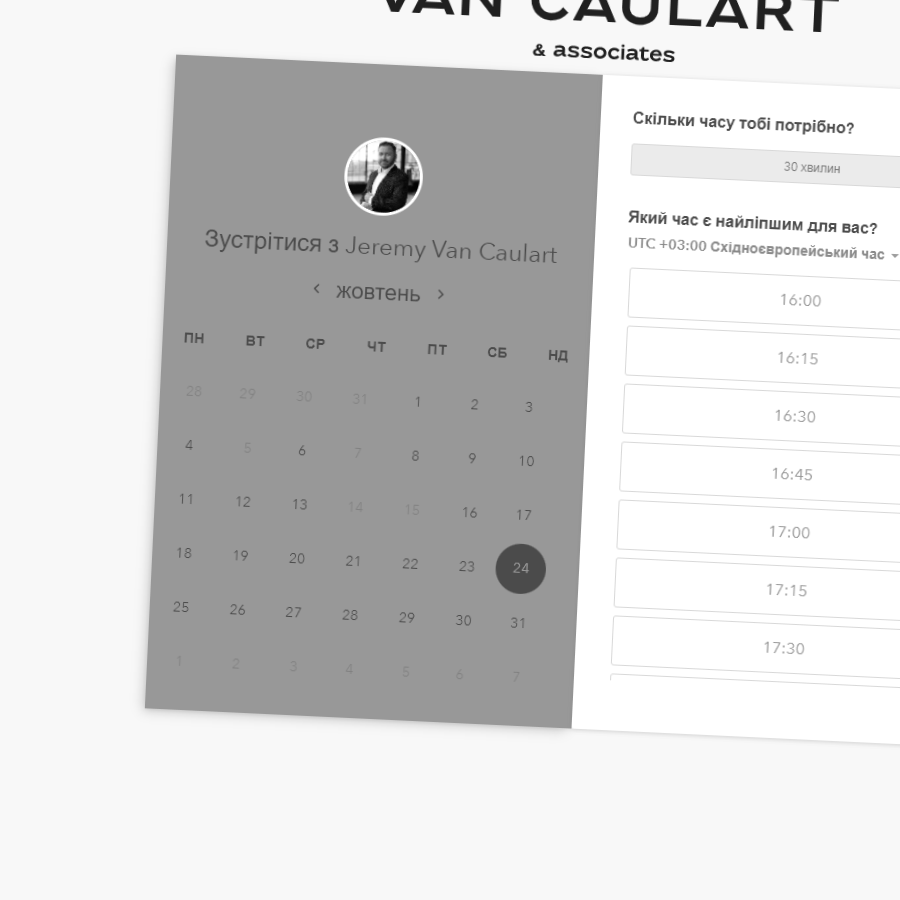 VAN CAULART
& associates
Зустрітися з Jeremy Van Caulart
‹ жовтень ›
ПН ВТ СР ЧТ ПТ СБ НД
28 29 30 31 1 2 3
4 5 6 7 8 9 10
11 12 13 14 15 16 17
18 19 20 21 22 23 24
25 26 27 28 29 30 31
1 2 3 4 5 6 7
Скільки часу тобі потрібно?
30 хвилин
Який час є найліпшим для вас?
UTC +03:00 Східноєвропейський час
16:00
16:15
16:30
16:45
17:00
17:15
17:30